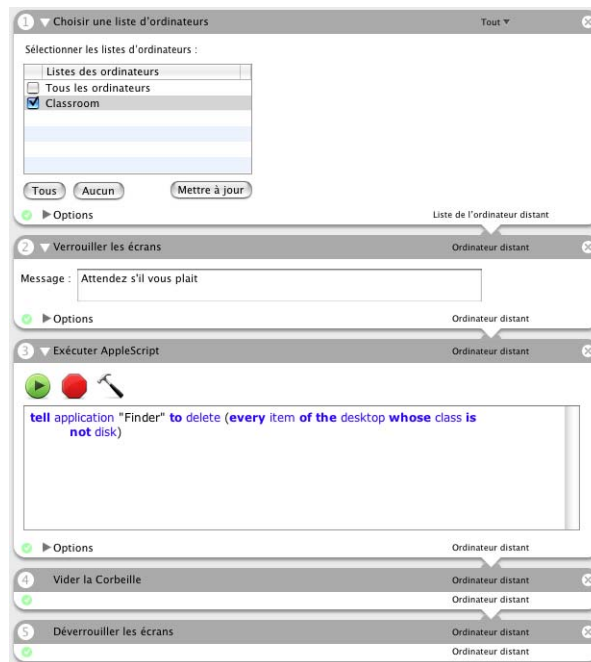 1 Choisir une liste d'ordinateurs Tout
Sélectionner les listes d'ordinateurs :
Listes des ordinateurs
Tous les ordinateurs
Classroom
Tous Aucun Mettre à jour
Options Liste de l'ordinateur distant
2 Verrouiller les écrans Ordinateur distant
Message : Attendez s'il vous plait
Options Ordinateur distant
3 Exécuter AppleScript Ordinateur distant
tell application "Finder" to delete (every item of the desktop whose class is
not disk)
Options Ordinateur distant
4 Vider la Corbeille Ordinateur distant
Ordinateur distant
5 Déverrouiller les écrans Ordinateur distant
Ordinateur distant